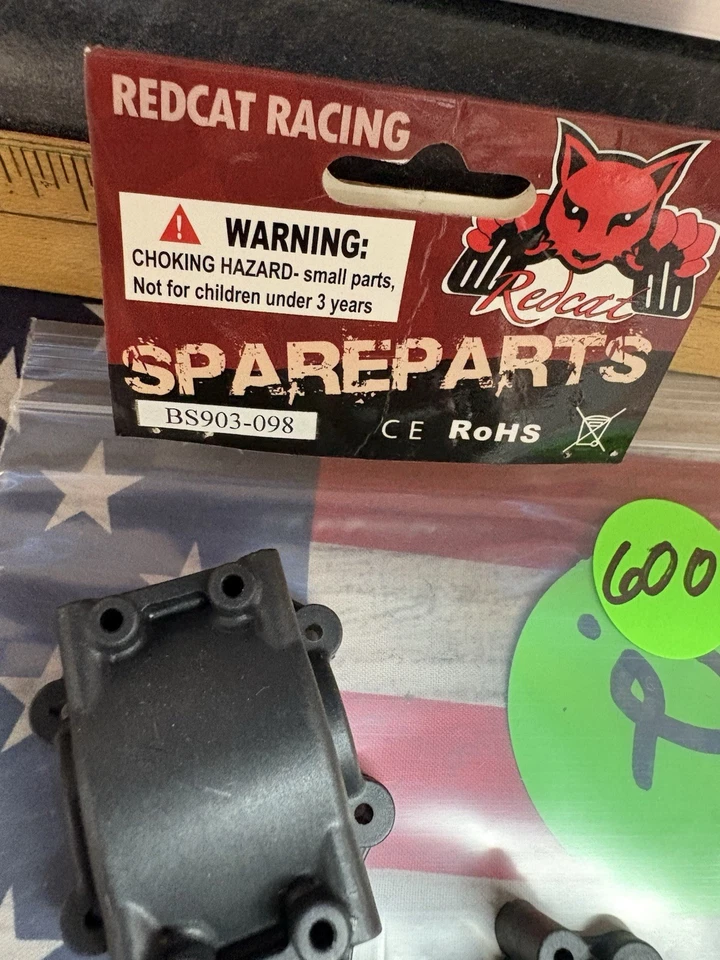 REDCAT RACING
WARNING:
CHOKING HAZARD- small parts,
Not for children under 3 years
Redcat
SPAREPARTS
BS903-098
CE RoHS
600